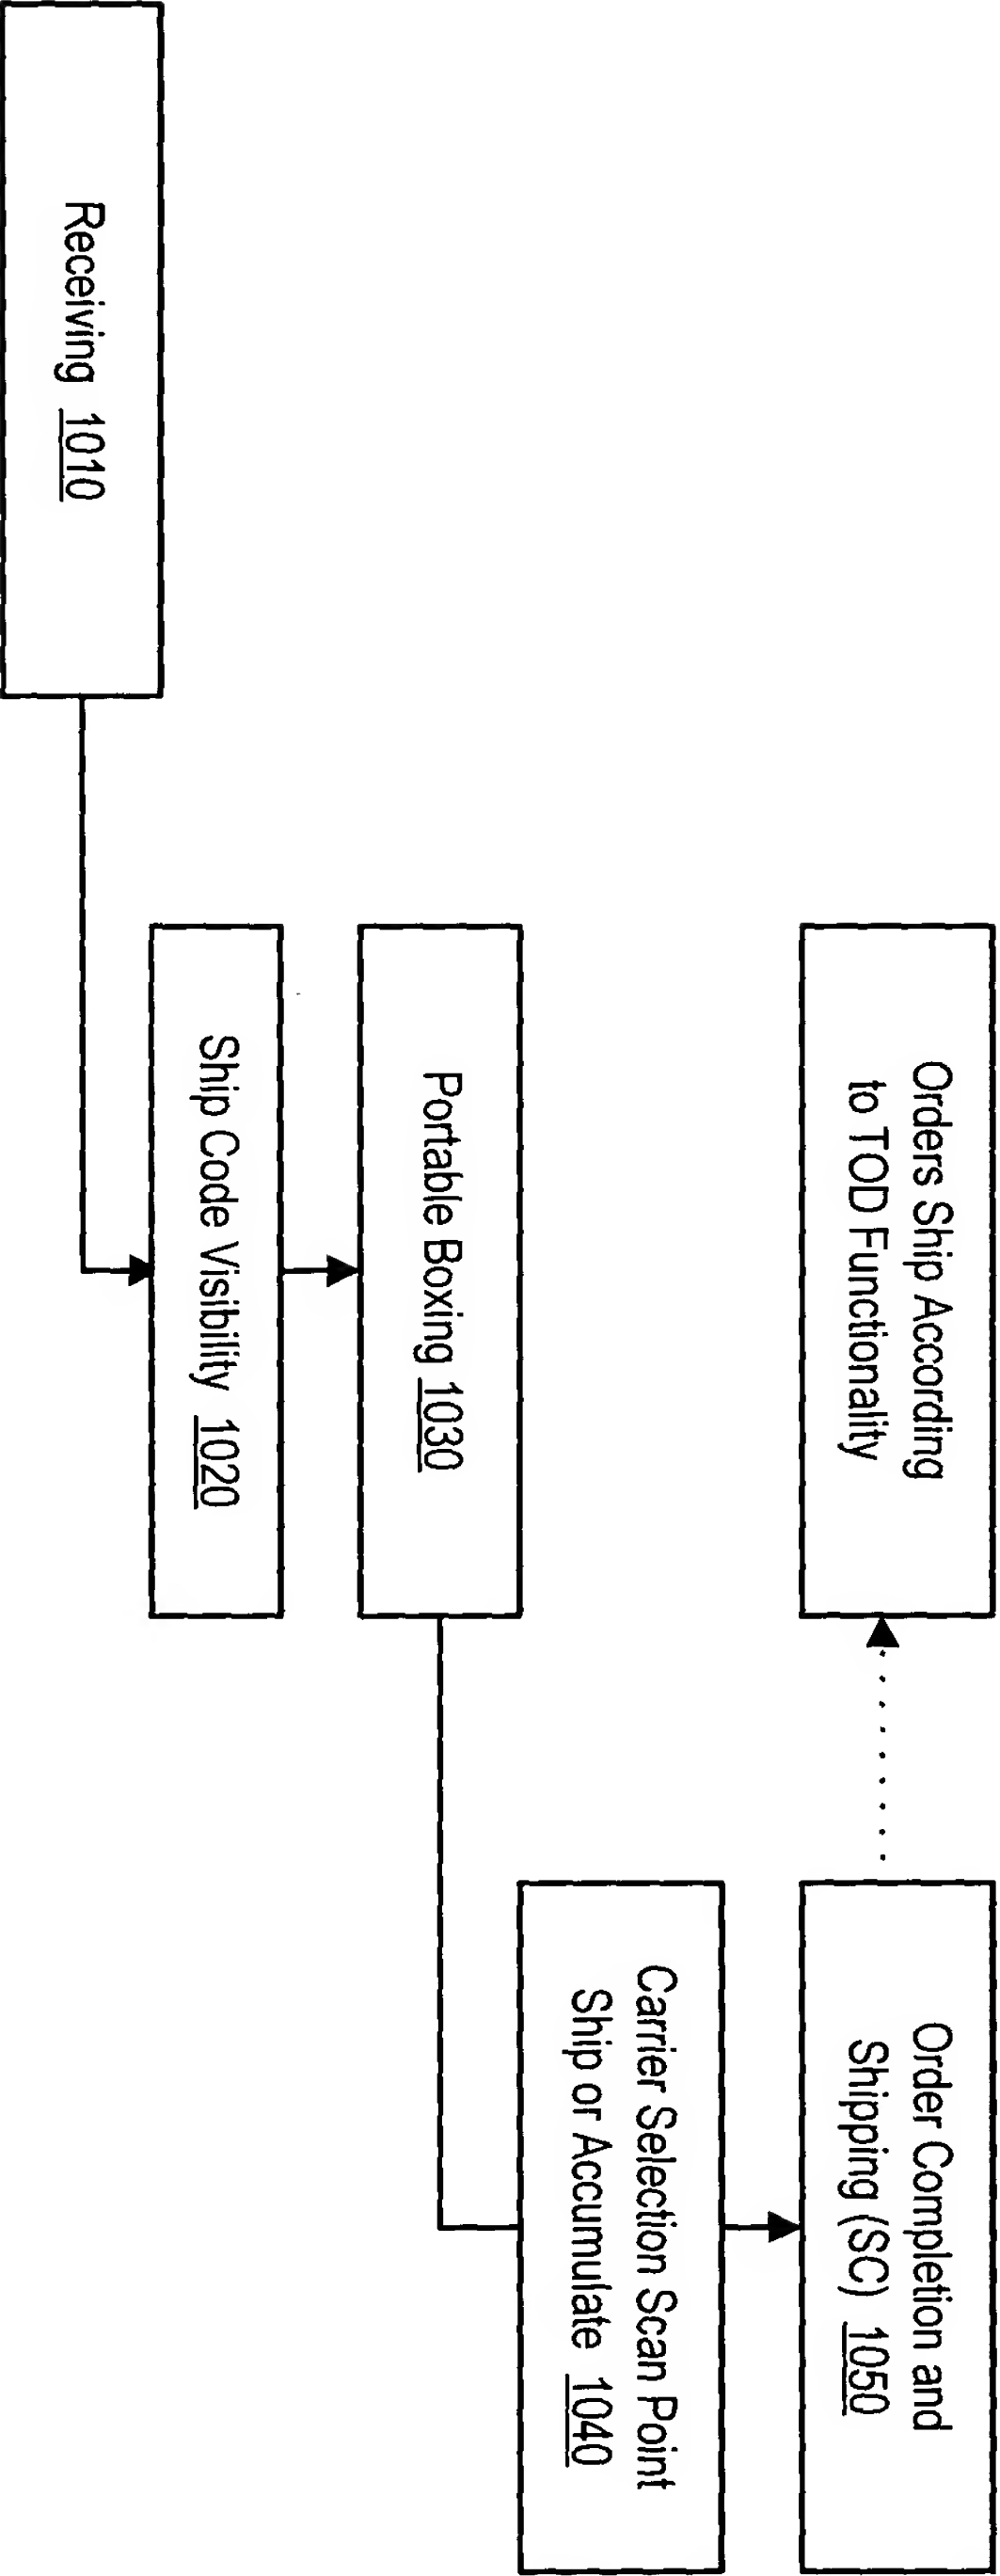 Orders Ship According
to TOD Functionality
Order Completion and
Shipping (SC) 1050
Carrier Selection Scan Point
Ship or Accumulate 1040
Portable Boxing 1030
Ship Code Visibility 1020
Receiving 1010